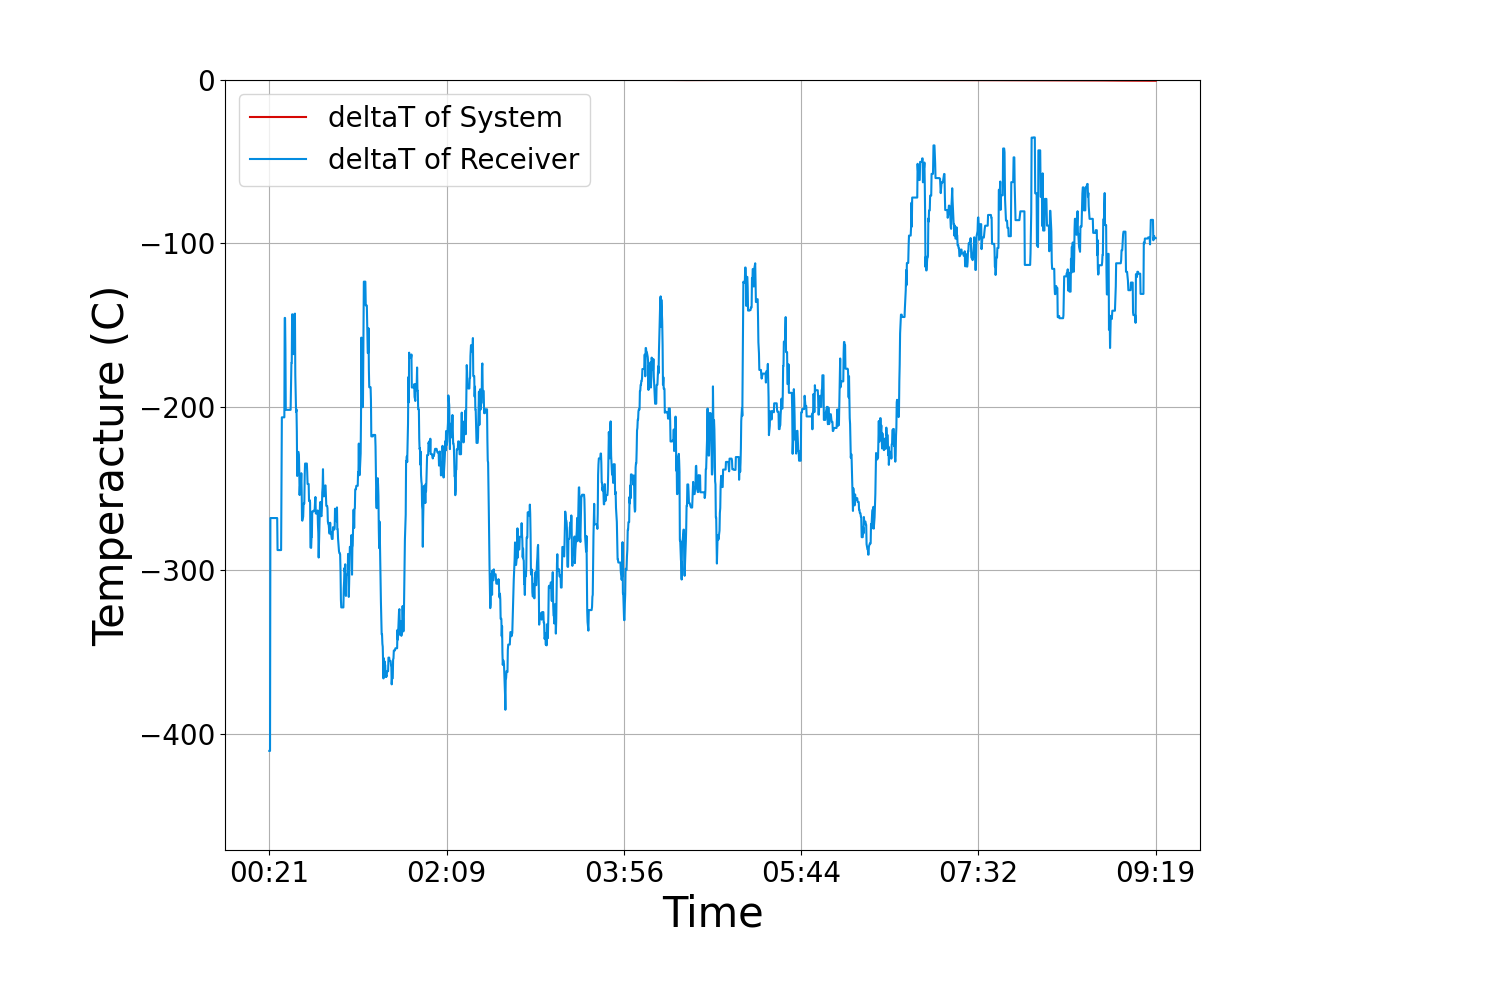 0
−100
−200
−300
−400
Temperacture (C)
deltaT of System
deltaT of Receiver
00:21 02:09 03:56 05:44 07:32 09:19
Time